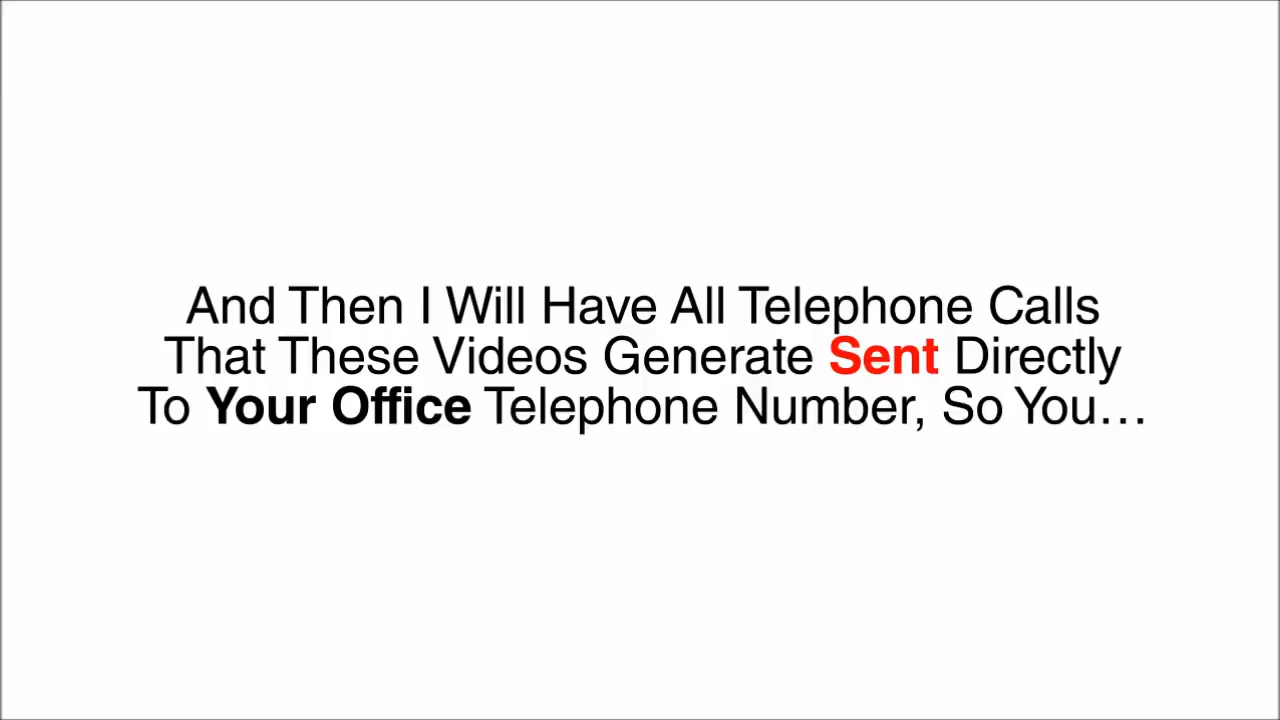 And Then I Will Have All Telephone Calls
That These Videos Generate Sent Directly
To Your Office Telephone Number, So You…